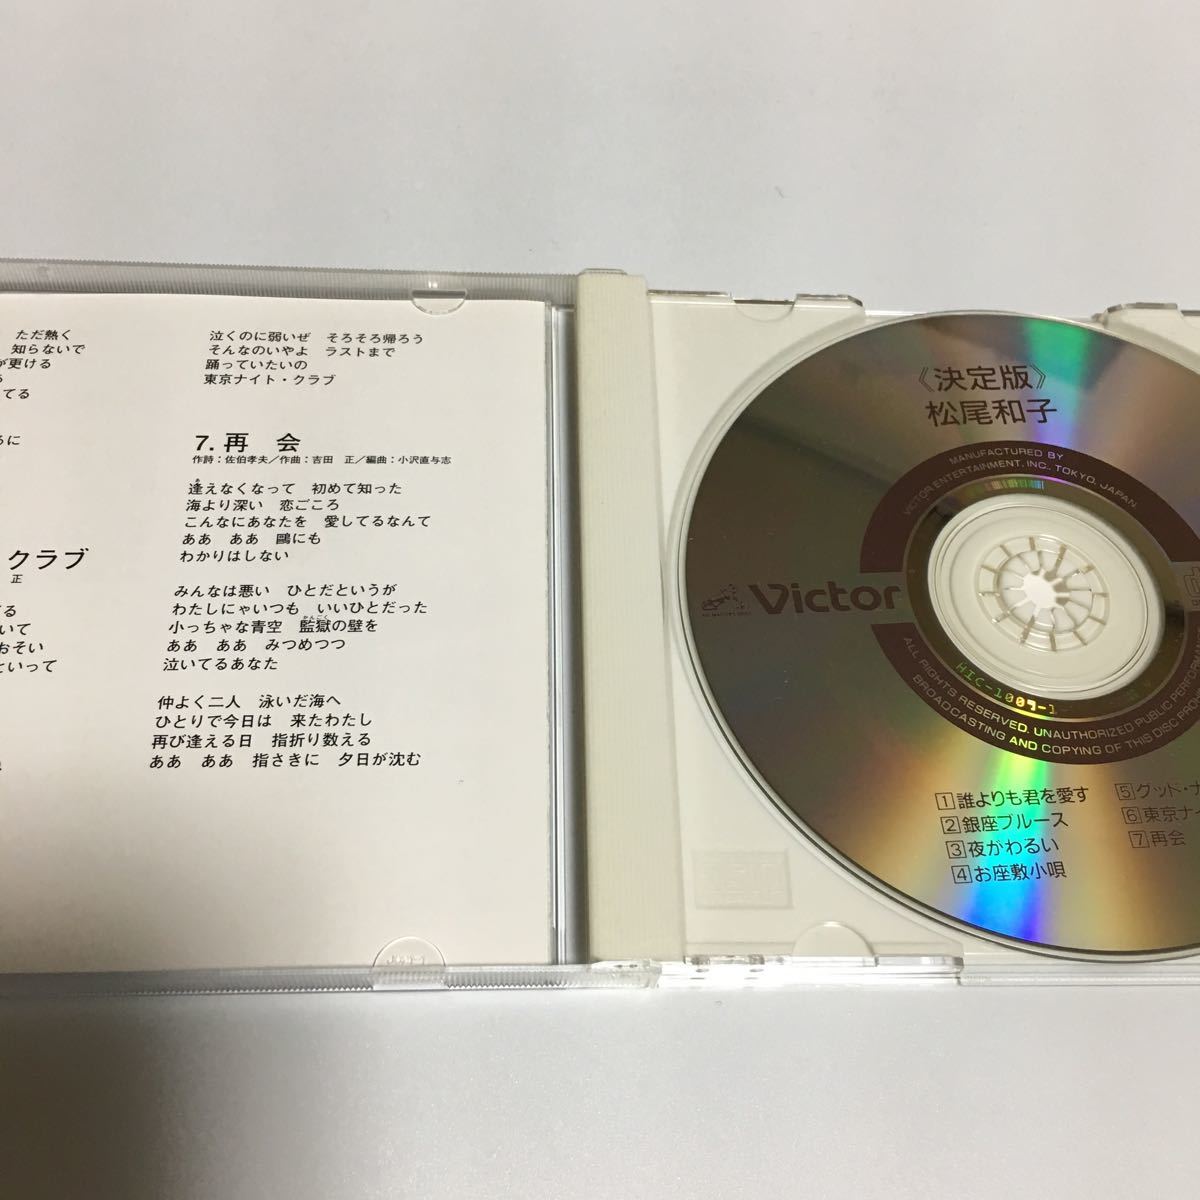 ただ熱く
知らないで
更ける
てる
に
クラブ
正
てる
いて
おそい
といって
泣くのに弱いぜ そろそろ帰ろう
そんなのいやよ ラストまで
踊っていたいの
東京ナイト・クラブ
7. 再 会
作詩：佐伯孝夫／作曲：吉田 正／編曲：小沢直与志
逢えなくなって 初めて知った
海より深い 恋ごころ
こんなにあなたを 愛してるなんて
ああ ああ 鷗にも
わかりはしない
みんなは悪い ひとだというが
わたしにゃいつも いいひとだった
小っちゃな青空 監獄の壁を
ああ ああ みつめつつ
泣いてるあなた
仲よく二人 泳いだ海へ
ひとりで今日は 来たわたし
再び逢える日 指折り数える
ああ ああ 指さきに 夕日が沈む
《決定版》
松尾和子
MANUFACTURED BY
VICTOR ENTERTAINMENT, INC., TOKYO, JAPAN
Victor
HIC-1009-1
ALL RIGHTS RESERVED. UNAUTHORIZED PUBLIC
BROADCASTING AND COPYING OF THIS DISC
1 誰よりも君を愛す
2 銀座ブルース
3 夜がわるい
4 お座敷小唄
5 グッド・ナ
6 東京ナイ
7 再会